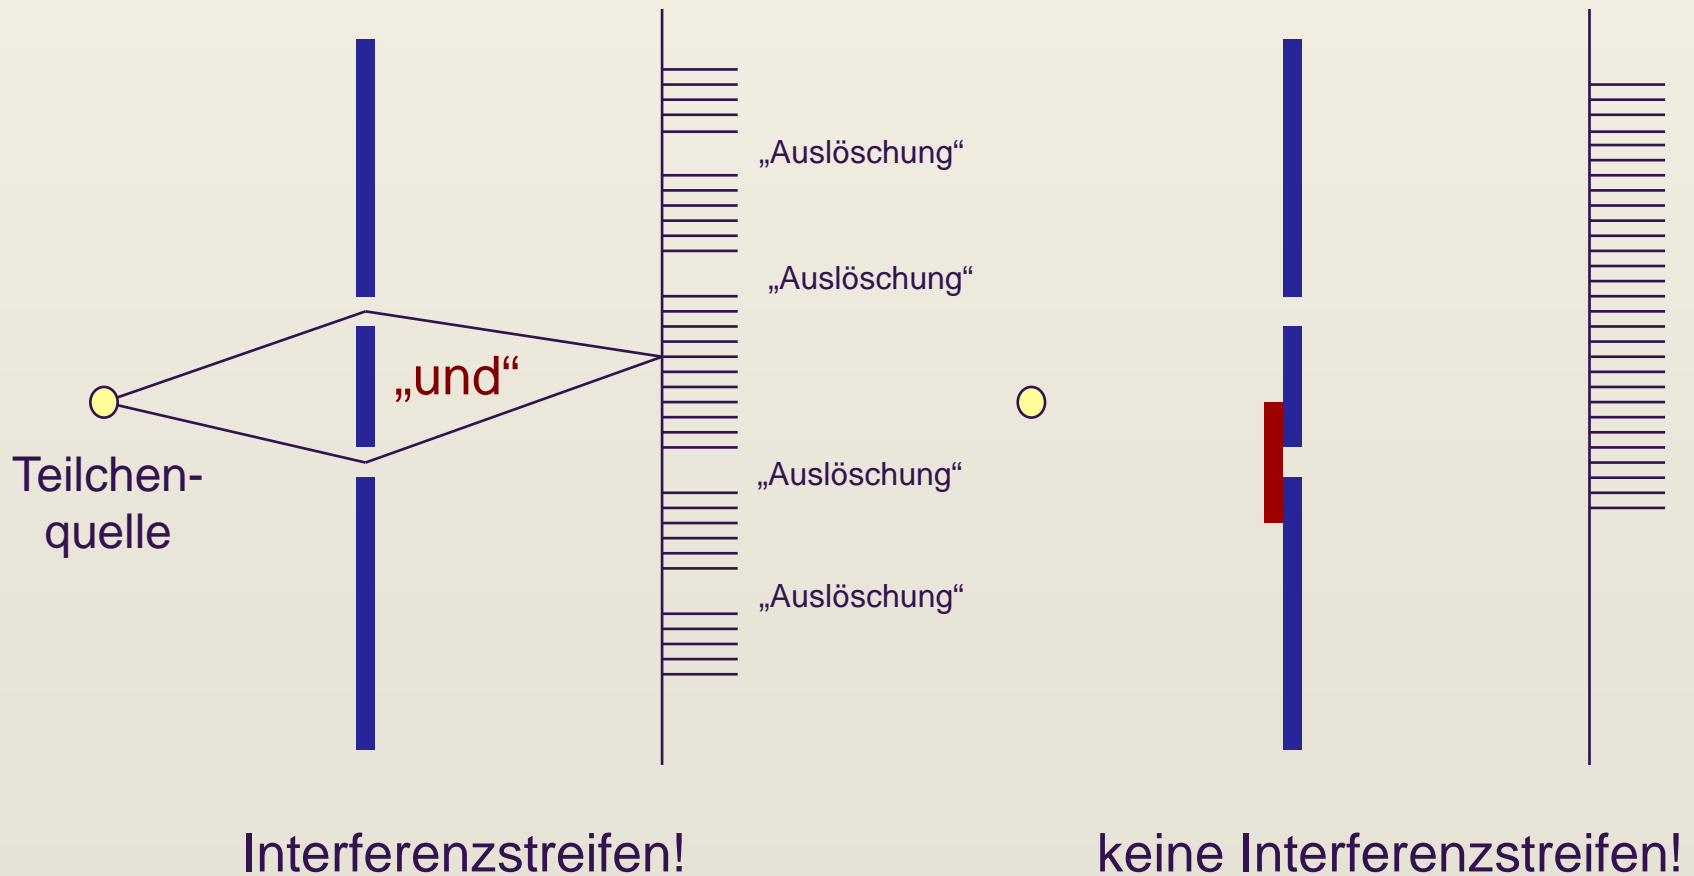 „Auslöschung“
„Auslöschung“
„und“
Teilchen-
quelle
„Auslöschung“
„Auslöschung“
Interferenzstreifen!
keine Interferenzstreifen!